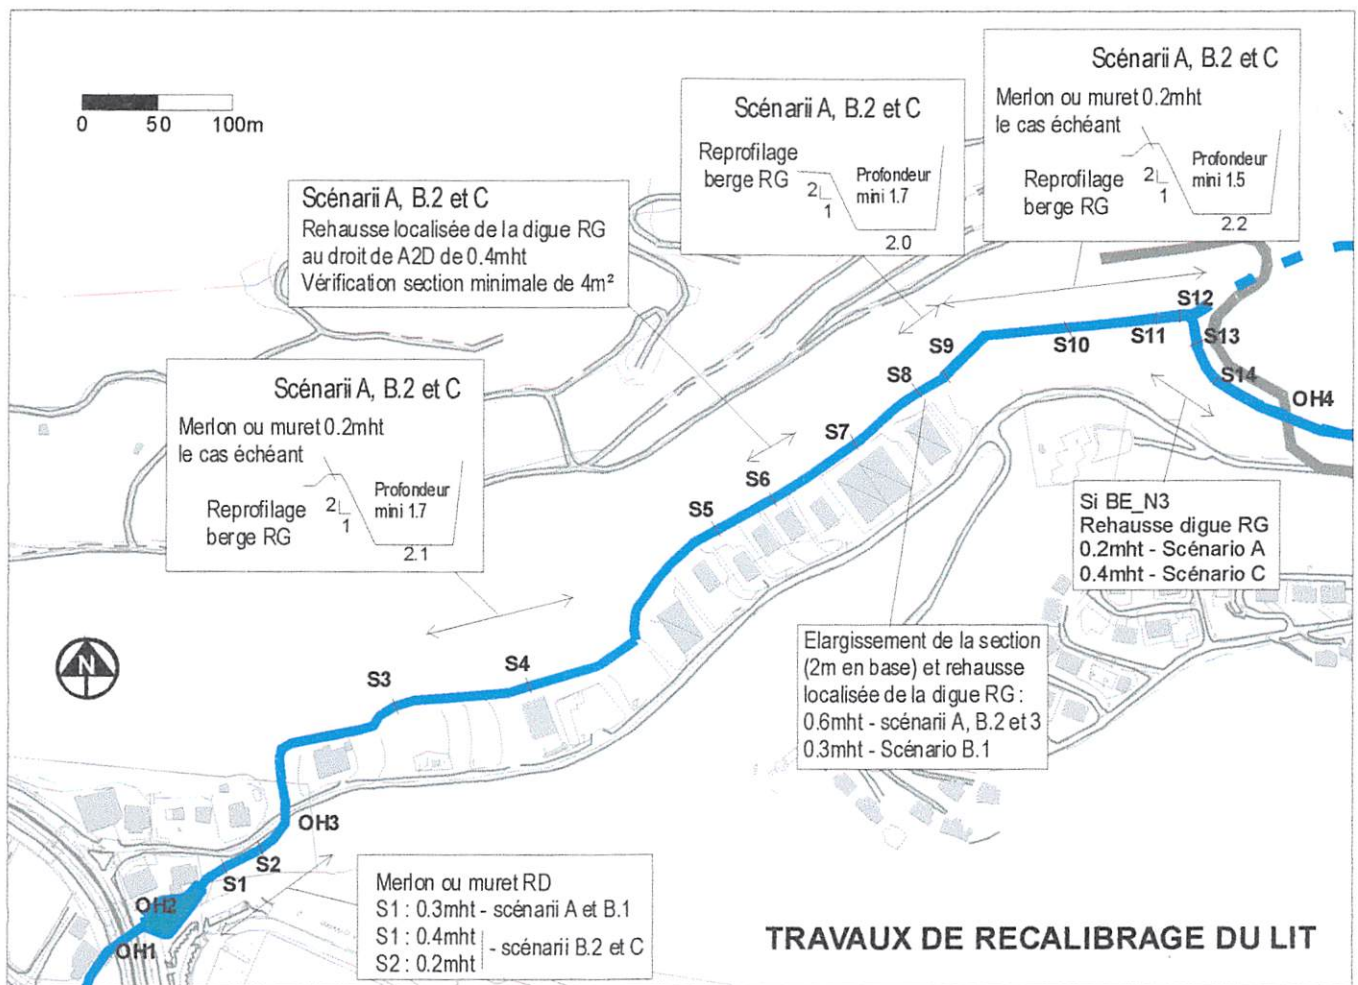 0 50 100m
Scénarii A, B.2 et C
Merlon ou muret 0.2mht
le cas échéant
Reprofilage
berge RG
2
1
Profondeur
mini 1.5
2.2
Scénarii A, B.2 et C
Reprofilage
berge RG
2
1
Profondeur
mini 1.7
2.0
Scénarii A, B.2 et C
Rehausse localisée de la digue RG
au droit de A2D de 0.4mht
Vérification section minimale de 4m²
Scénarii A, B.2 et C
Merlon ou muret 0.2mht
le cas échéant
Reprofilage
berge RG
2
1
Profondeur
mini 1.7
2.1
S12
S13
S11
S10
S9
S8
S14
OH4
S7
S6
S5
S4
S3
OH3
S2
S1
OH2
OH1
N
Si BE_N3
Rehausse digue RG
0.2mht - Scénario A
0.4mht - Scénario C
Elargissement de la section
(2m en base) et rehausse
localisée de la digue RG :
0.6mht - scénarii A, B.2 et 3
0.3mht - Scénario B.1
Merlon ou muret RD
S1 : 0.3mht - scénarii A et B.1
S1 : 0.4mht
S2 : 0.2mht
- scénarii B.2 et C
TRAVAUX DE RECALIBRAGE DU LIT